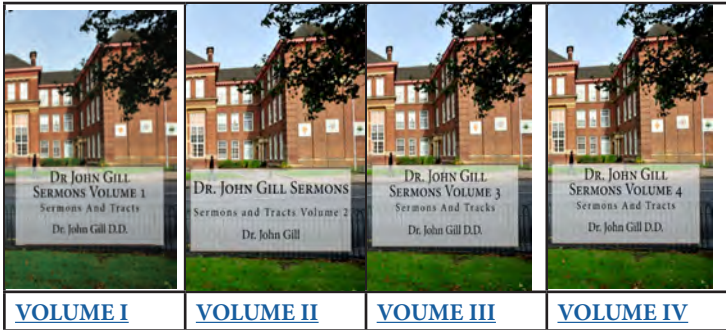 DR JOHN GILL
SERMONS VOLUME 1
Sermons And Tracts
Dr. John Gill D.D.
DR. JOHN GILL SERMONS
Sermons and Tracts Volume 2
Dr. John Gill
DR JOHN GILL
SERMONS VOLUME 3
Sermons And Tracks
Dr. John Gill D.D.
DR. JOHN GILL
SERMONS VOLUME 4
Sermons And Tracts
Dr. John Gill D.D.
VOLUME I
VOLUME II
VOUME III
VOLUME IV